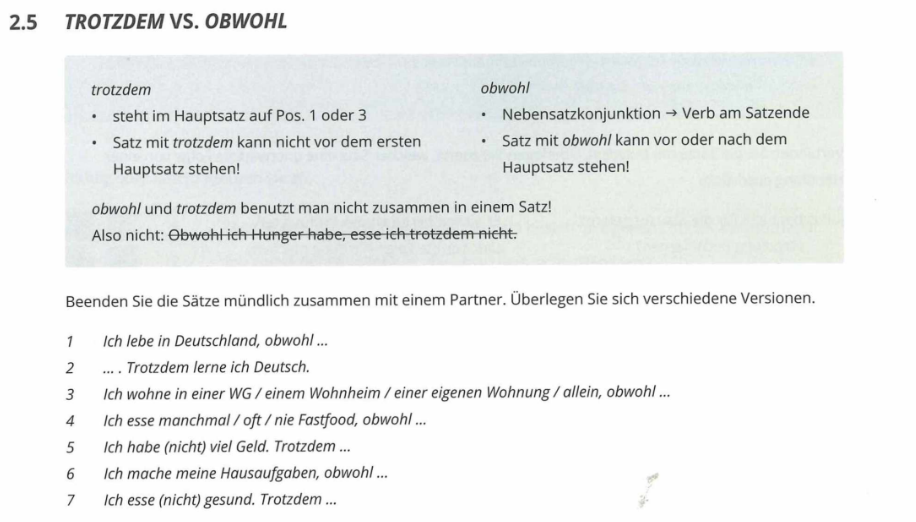 2.5 TROTZDEM VS. OBWOHL
trotzdem
• steht im Hauptsatz auf Pos. 1 oder 3
• Satz mit trotzdem kann nicht vor dem ersten
Hauptsatz stehen!
obwohl
• Nebensatzkonjunktion → Verb am Satzende
• Satz mit obwohl kann vor oder nach dem
Hauptsatz stehen!
obwohl und trotzdem benutzt man nicht zusammen in einem Satz!
Also nicht: Obwohl ich Hunger habe, esse ich trotzdem nicht.
Beenden Sie die Sätze mündlich zusammen mit einem Partner. Überlegen Sie sich verschiedene Versionen.
1 Ich lebe in Deutschland, obwohl ...
2 ... . Trotzdem lerne ich Deutsch.
3 Ich wohne in einer WG / einem Wohnheim / einer eigenen Wohnung / allein, obwohl ...
4 Ich esse manchmal / oft / nie Fastfood, obwohl ...
5 Ich habe (nicht) viel Geld. Trotzdem ...
6 Ich mache meine Hausaufgaben, obwohl ...
7 Ich esse (nicht) gesund. Trotzdem ...